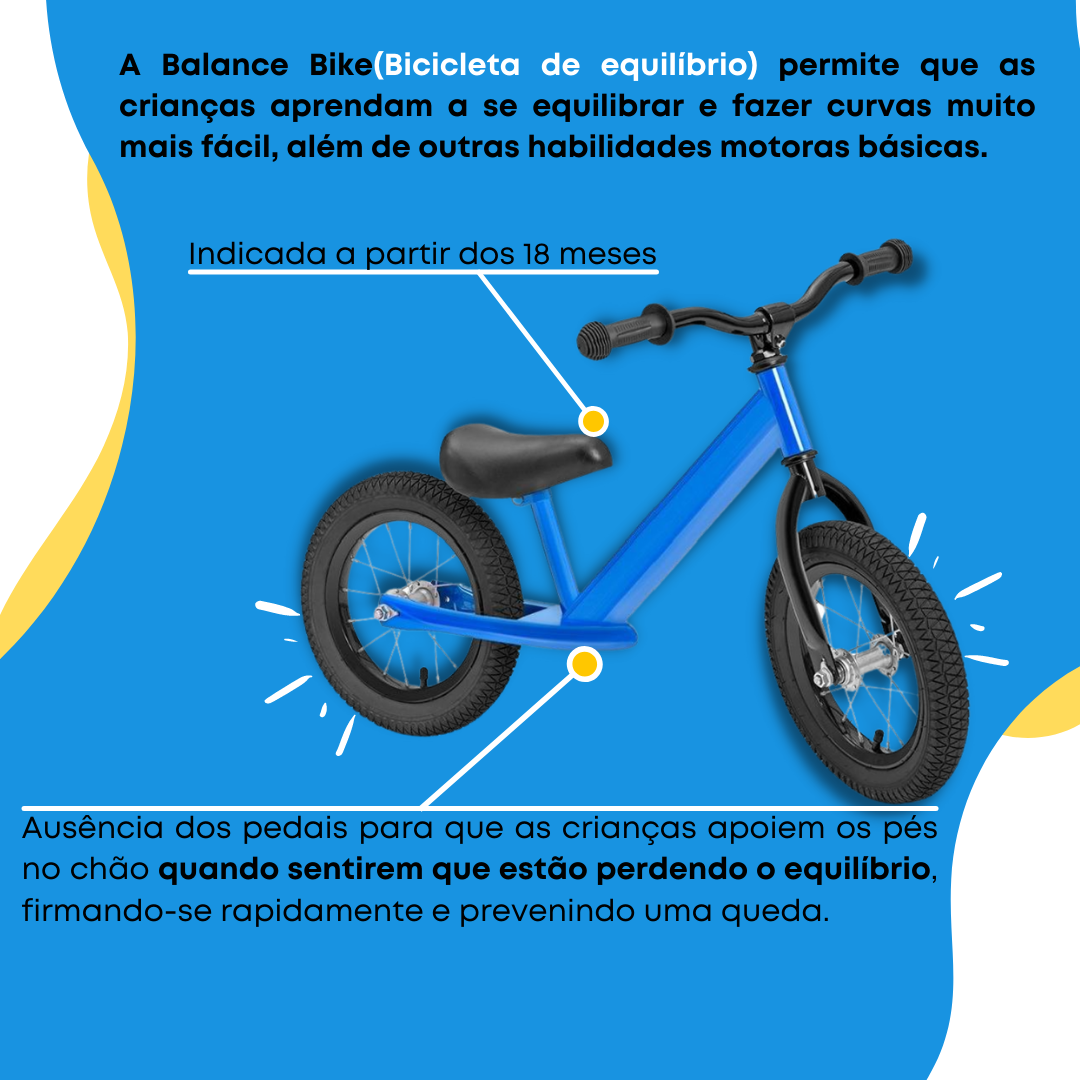 A Balance Bike(Bicicleta de equilíbrio) permite que as
crianças aprendam a se equilibrar e fazer curvas muito
mais fácil, além de outras habilidades motoras básicas.
Indicada a partir dos 18 meses
Ausência dos pedais para que as crianças apoiem os pés
no chão quando sentirem que estão perdendo o equilíbrio,
firmando-se rapidamente e prevenindo uma queda.